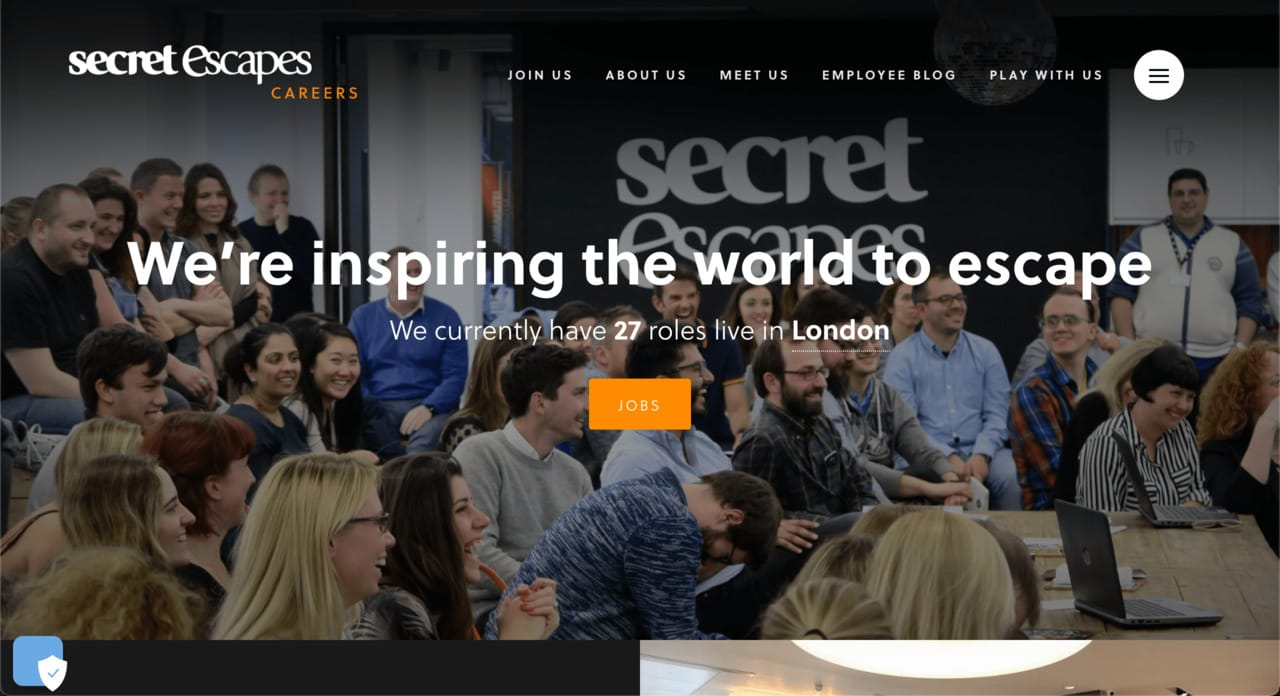 secret escapes
CAREERS
JOIN US
ABOUT US
MEET US
EMPLOYEE BLOG
PLAY WITH US
secret
escapes
We're inspiring the world to escape
We currently have 27 roles live in London
JOBS